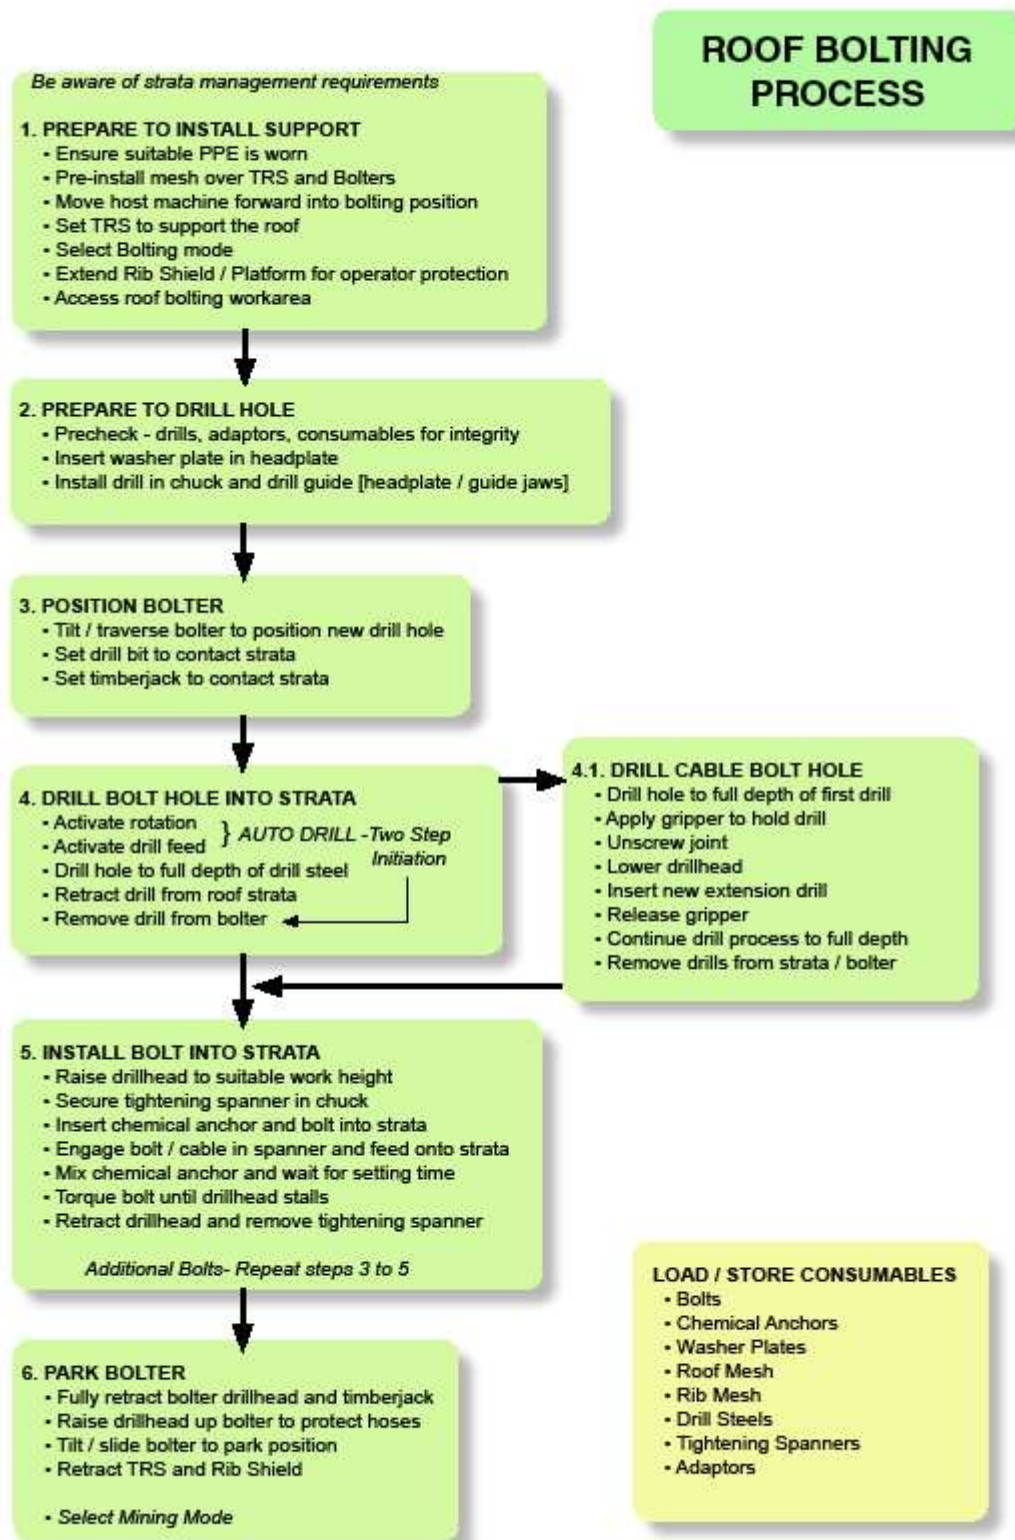 ROOF BOLTING
PROCESS
Be aware of strata management requirements
1. PREPARE TO INSTALL SUPPORT
- Ensure suitable PPE is worn
- Pre-install mesh over TRS and Bolters
- Move host machine forward into bolting position
- Set TRS to support the roof
- Select Bolting mode
- Extend Rib Shield / Platform for operator protection
- Access roof bolting workarea
2. PREPARE TO DRILL HOLE
- Precheck - drills, adaptors, consumables for integrity
- Insert washer plate in headplate
- Install drill in chuck and drill guide [headplate / guide jaws]
3. POSITION BOLTER
- Tilt / traverse bolter to position new drill hole
- Set drill bit to contact strata
- Set timberjack to contact strata
4. DRILL BOLT HOLE INTO STRATA
- Activate rotation
- Activate drill feed
} AUTO DRILL -Two Step
Initiation
- Drill hole to full depth of drill steel
- Retract drill from roof strata
- Remove drill from bolter
4.1. DRILL CABLE BOLT HOLE
- Drill hole to full depth of first drill
- Apply gripper to hold drill
- Unscrew joint
- Lower drillhead
- Insert new extension drill
- Release gripper
- Continue drill process to full depth
- Remove drills from strata / bolter
5. INSTALL BOLT INTO STRATA
- Raise drillhead to suitable work height
- Secure tightening spanner in chuck
- Insert chemical anchor and bolt into strata
- Engage bolt / cable in spanner and feed onto strata
- Mix chemical anchor and wait for setting time
- Torque bolt until drillhead stalls
- Retract drillhead and remove tightening spanner
Additional Bolts- Repeat steps 3 to 5
6. PARK BOLTER
- Fully retract bolter drillhead and timberjack
- Raise drillhead up bolter to protect hoses
- Tilt / slide bolter to park position
- Retract TRS and Rib Shield
- Select Mining Mode
LOAD / STORE CONSUMABLES
- Bolts
- Chemical Anchors
- Washer Plates
- Roof Mesh
- Rib Mesh
- Drill Steels
- Tightening Spanners
- Adaptors